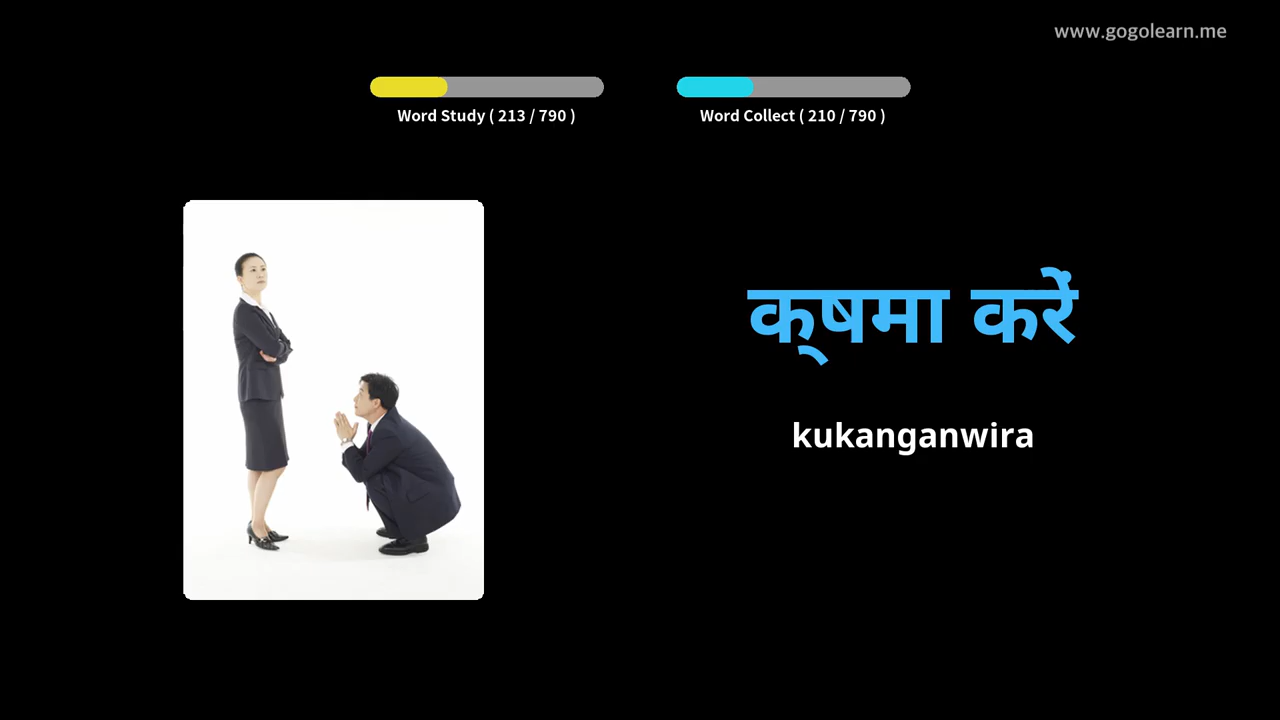 www.gogolearn.me
Word Study ( 213 / 790 )
Word Collect ( 210 / 790 )
क्षमा करें
kukanganwira